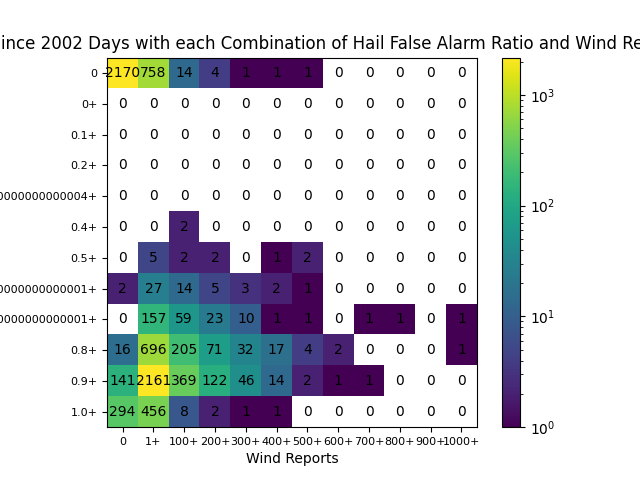 ince 2002 Days with each Combination of Hail False Alarm Ratio and Wind Re
0 2170 758 14 4 1 1 1 0 0 0 0 0
0+ 0 0 0 0 0 0 0 0 0 0 0 0
0.1+ 0 0 0 0 0 0 0 0 0 0 0 0
0.2+ 0 0 0 0 0 0 0 0 0 0 0 0
0000000000004+ 0 0 0 0 0 0 0 0 0 0 0 0
0.4+ 0 0 2 0 0 0 0 0 0 0 0 0
0.5+ 0 5 2 2 0 1 2 0 0 0 0 0
0000000000001+ 2 27 14 5 3 2 1 0 0 0 0 0
0000000000001+ 0 157 59 23 10 1 1 0 1 1 0 1
0.8+ 16 696 205 71 32 17 4 2 0 0 0 1
0.9+ 141 2161 369 122 46 14 2 1 1 0 0 0
1.0+ 294 456 8 2 1 1 0 0 0 0 0 0
0 1+ 100+ 200+ 300+ 400+ 500+ 600+ 700+ 800+ 900+ 1000+
Wind Reports
10³
10²
10¹
10⁰